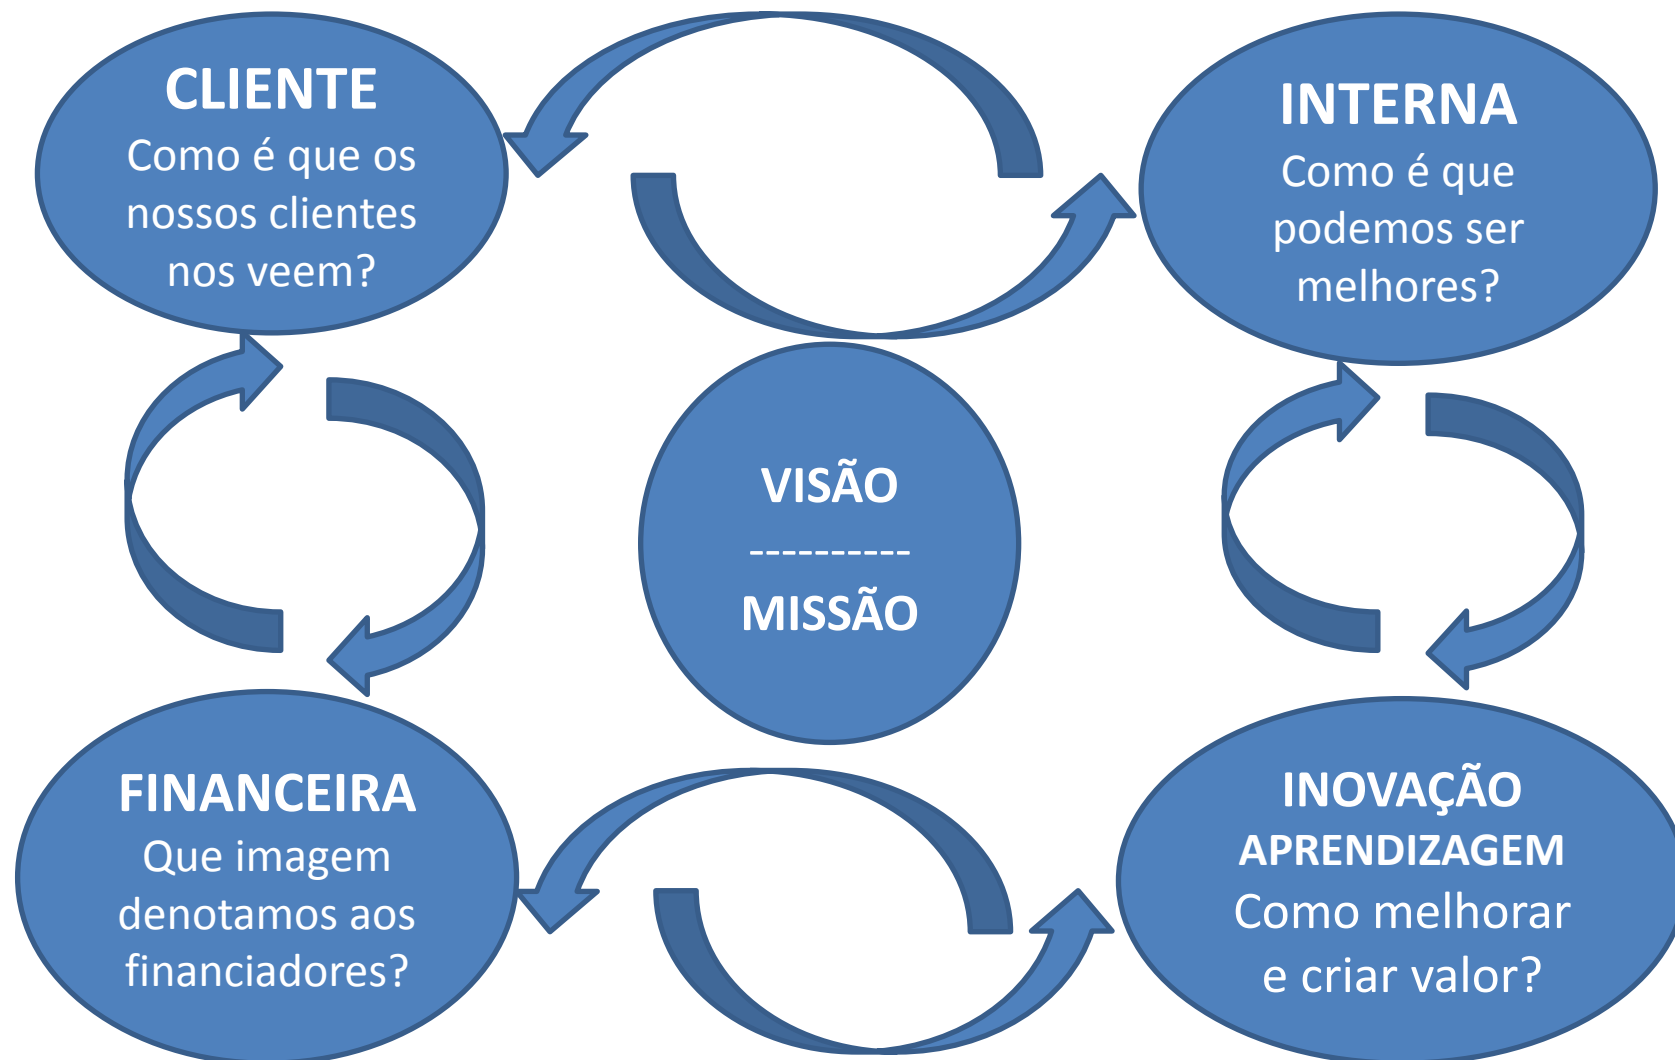 CLIENTE
Como é que os
nossos clientes
nos veem?
INTERNA
Como é que
podemos ser
melhores?
VISÃO
----------
MISSÃO
FINANCEIRA
Que imagem
denotamos aos
financiadores?
INOVAÇÃO
APRENDIZAGEM
Como melhorar
e criar valor?